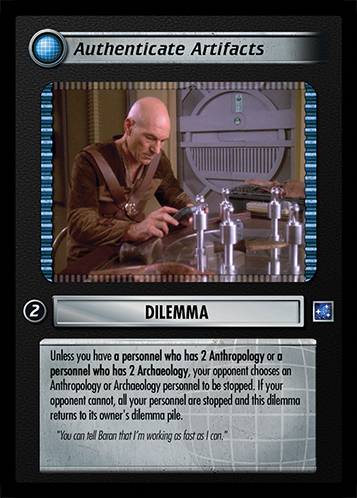 Authenticate Artifacts
2
DILEMMA
Unless you have a personnel who has 2 Anthropology or a
personnel who has 2 Archaeology, your opponent chooses an
Anthropology or Archaeology personnel to be stopped. If your
opponent cannot, all your personnel are stopped and this dilemma
returns to its owner's dilemma pile.
"You can tell Baran that I'm working as fast as I can."